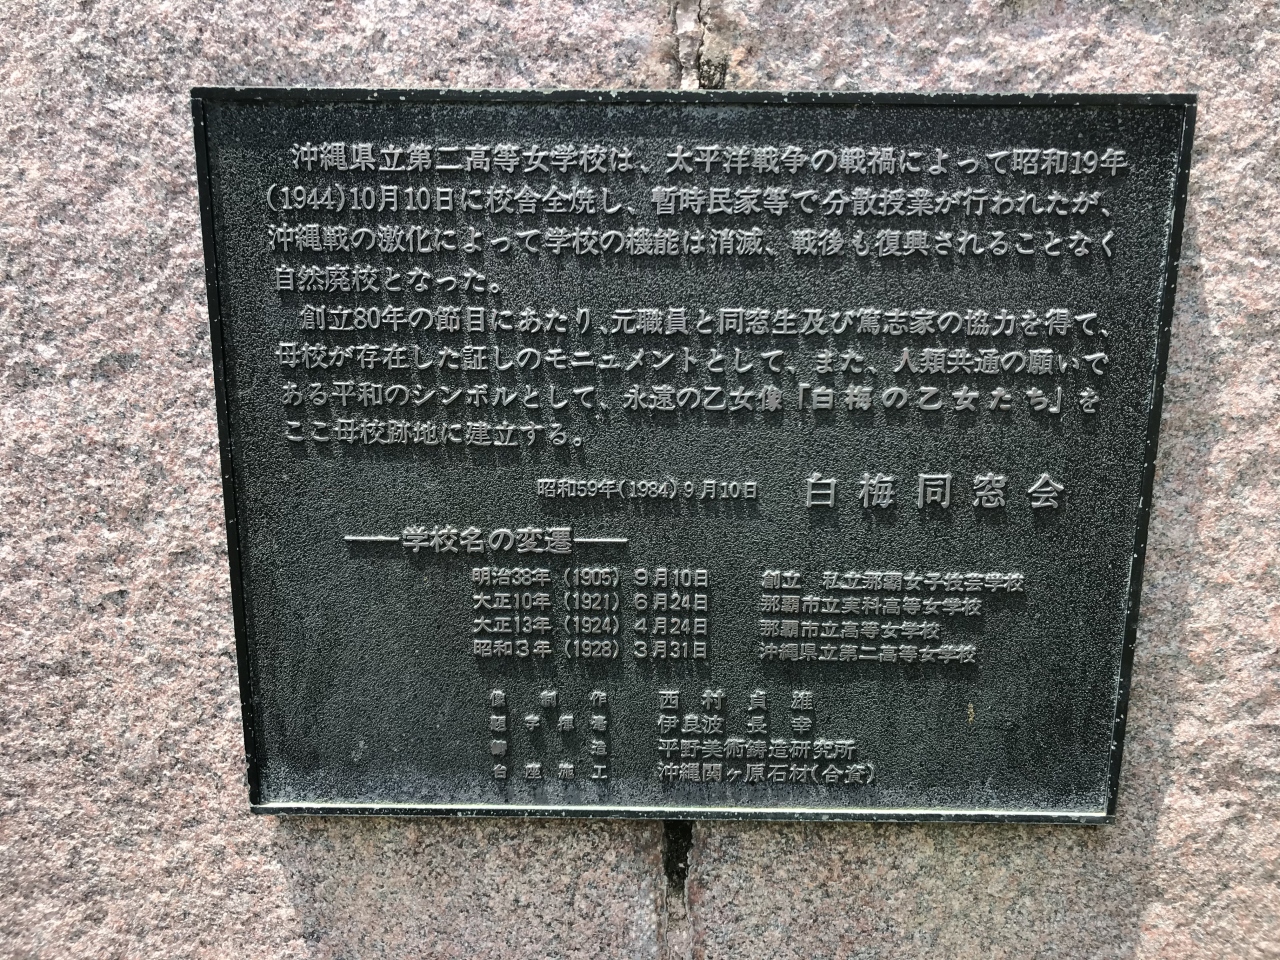 沖縄県立第二高等女学校は、太平洋戦争の戦禍によって昭和19年
(1944)10月10日に校舎全焼し、暫時民家等で分散授業が行われたが、
沖縄戦の激化によって学校の機能は消滅、戦後も復興されることなく
自然廃校となった。
創立80年の節目にあたり、元職員と同窓生及び篤志家の協力を得て、
母校が存在した証しのモニュメントとして、また、人類共通の願いで
ある平和のシンボルとして、永遠の乙女像「白梅の乙女たち」を
ここ母校跡地に建立する。
昭和59年(1984)9月10日 白梅同窓会
——学校名の変遷——
明治38年 (1905) 9月10日 創立 私立那覇女子技芸学校
大正10年 (1921) 6月24日 那覇市立実科高等女学校
大正13年 (1924) 4月24日 那覇市立高等女学校
昭和3年 (1928) 3月31日 沖縄県立第二高等女学校
像制作 西村貞雄
題字揮毫 伊良波長幸
鋳造 平野美術鋳造研究所
台座施工 沖縄関ヶ原石材(合資)